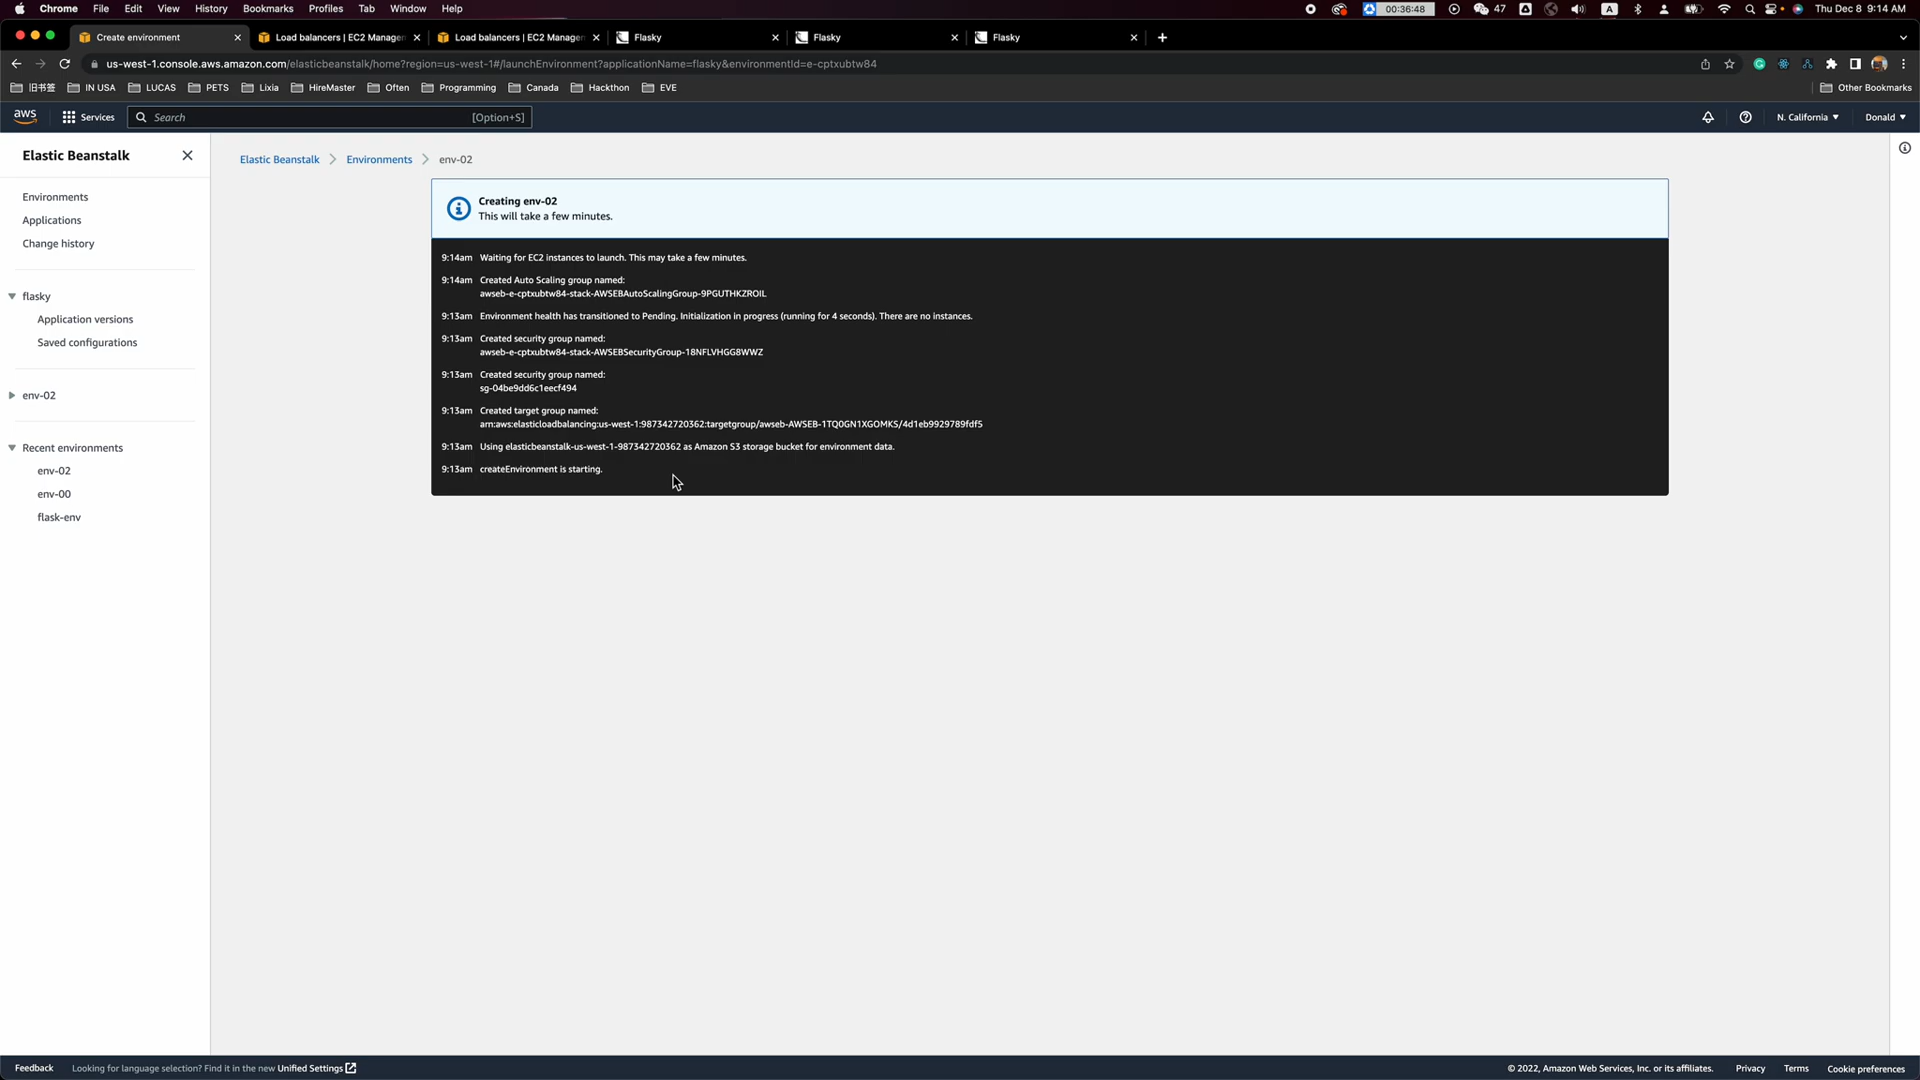 Chrome File Edit View History Bookmarks Profiles Tab Window Help 00:36:48 47 A Thu Dec 8 9:14 AM
Create environment Load balancers | EC2 Manage Load balancers | EC2 Manage Flasky Flasky Flasky
us-west-1.console.aws.amazon.com/elasticbeanstalk/home?region=us-west-1#/launchEnvironment?applicationName=flasky&environmentId=e-cptxubtw84
旧书签 IN USA LUCAS PETS Lixia HireMaster Often Programming Canada Hackthon EVE Other Bookmarks
aws Services Search [Option+S] N. California Donald
Elastic Beanstalk
Environments
Applications
Change history
flasky
Application versions
Saved configurations
env-02
Recent environments
env-02
env-00
flask-env
Elastic Beanstalk Environments env-02
Creating env-02
This will take a few minutes.
9:14am Waiting for EC2 instances to launch. This may take a few minutes.
9:14am Created Auto Scaling group named:
awseb-e-cptxubtw84-stack-AWSEBAutoScalingGroup-9PGUTHKZROIL
9:13am Environment health has transitioned to Pending. Initialization in progress (running for 4 seconds). There are no instances.
9:13am Created security group named:
awseb-e-cptxubtw84-stack-AWSEBSecurityGroup-18NFLVHGG8WWZ
9:13am Created security group named:
sg-04be9dd6c1eecf494
9:13am Created target group named:
arn:aws:elasticloadbalancing:us-west-1:987342720362:targetgroup/awseb-AWSEB-1TQ0GN1XGOMKS/4d1eb9929789fdf5
9:13am Using elasticbeanstalk-us-west-1-987342720362 as Amazon S3 storage bucket for environment data.
9:13am createEnvironment is starting.
Feedback Looking for language selection? Find it in the new Unified Settings © 2022, Amazon Web Services, Inc. or its affiliates. Privacy Terms Cookie preferences